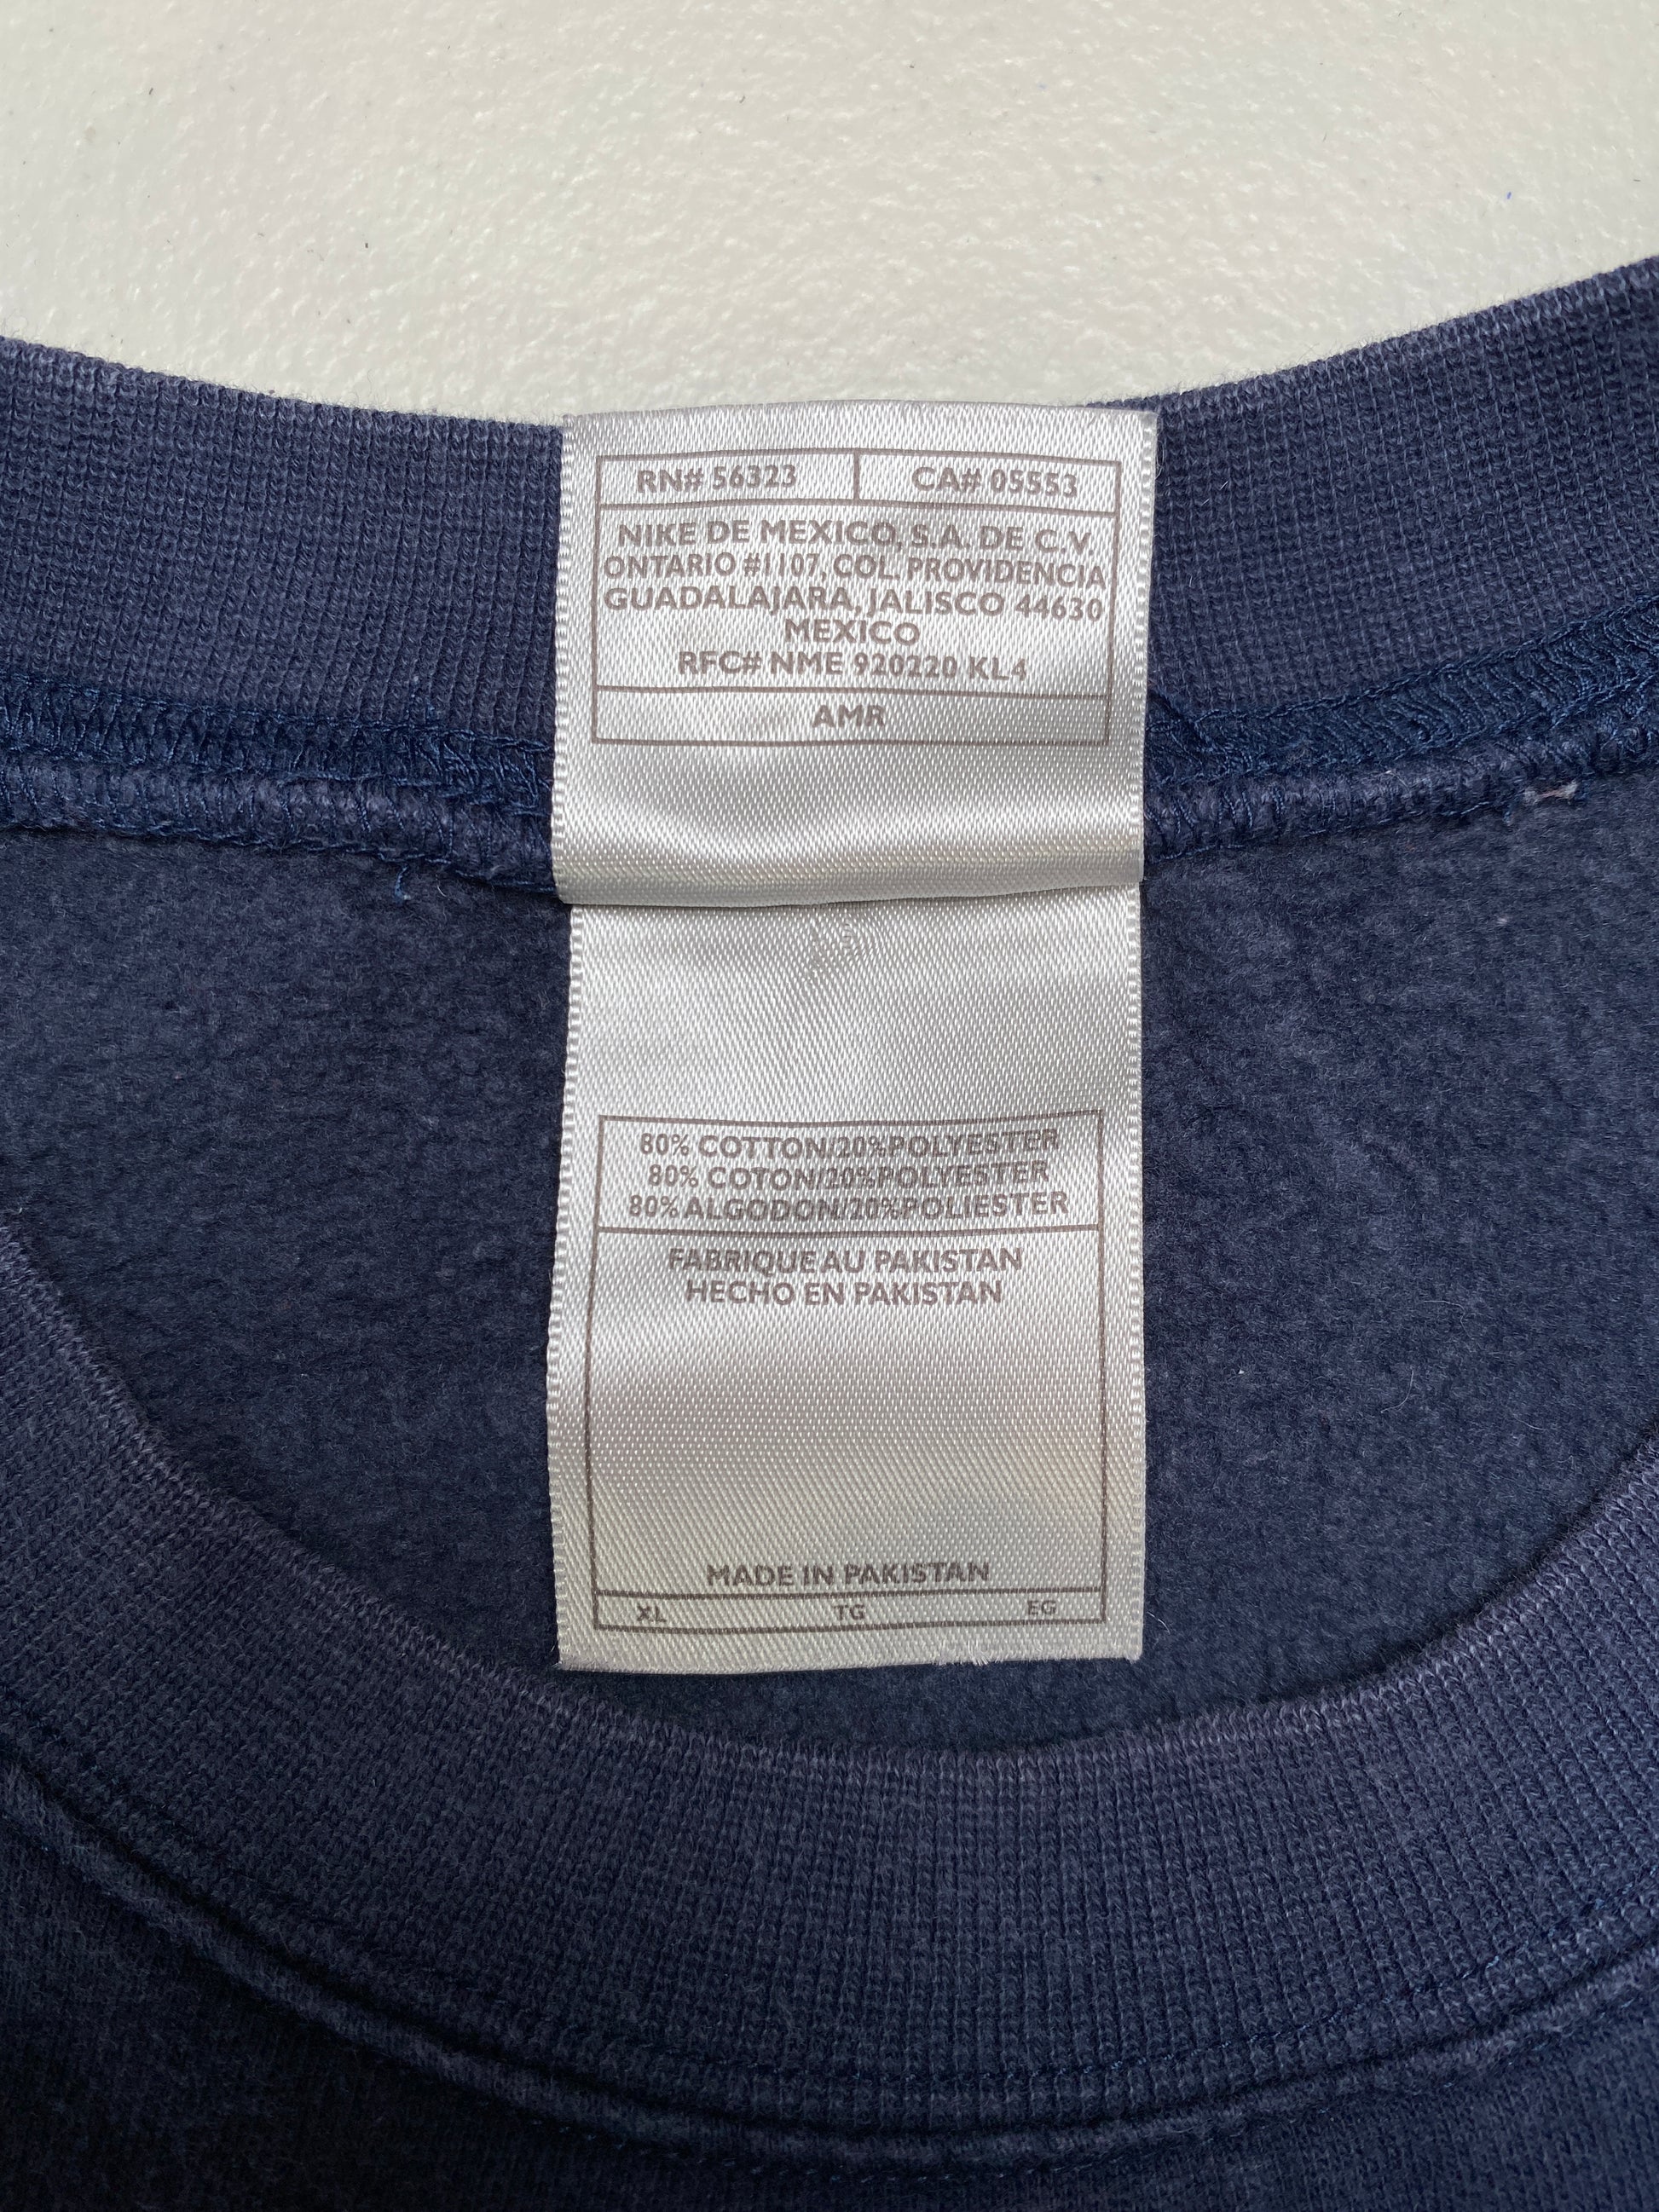 RN# 56323 CA# 05553
NIKE DE MEXICO, S.A. DE C.V.
ONTARIO #1107, COL. PROVIDENCIA
GUADALAJARA, JALISCO 44630
MEXICO
RFC# NME 920220 KL4
AMR
80% COTTON/20%POLYESTER
80% COTON/20%POLYESTER
80% ALGODON/20%POLIESTER
FABRIQUE AU PAKISTAN
HECHO EN PAKISTAN
MADE IN PAKISTAN
XL TG EG